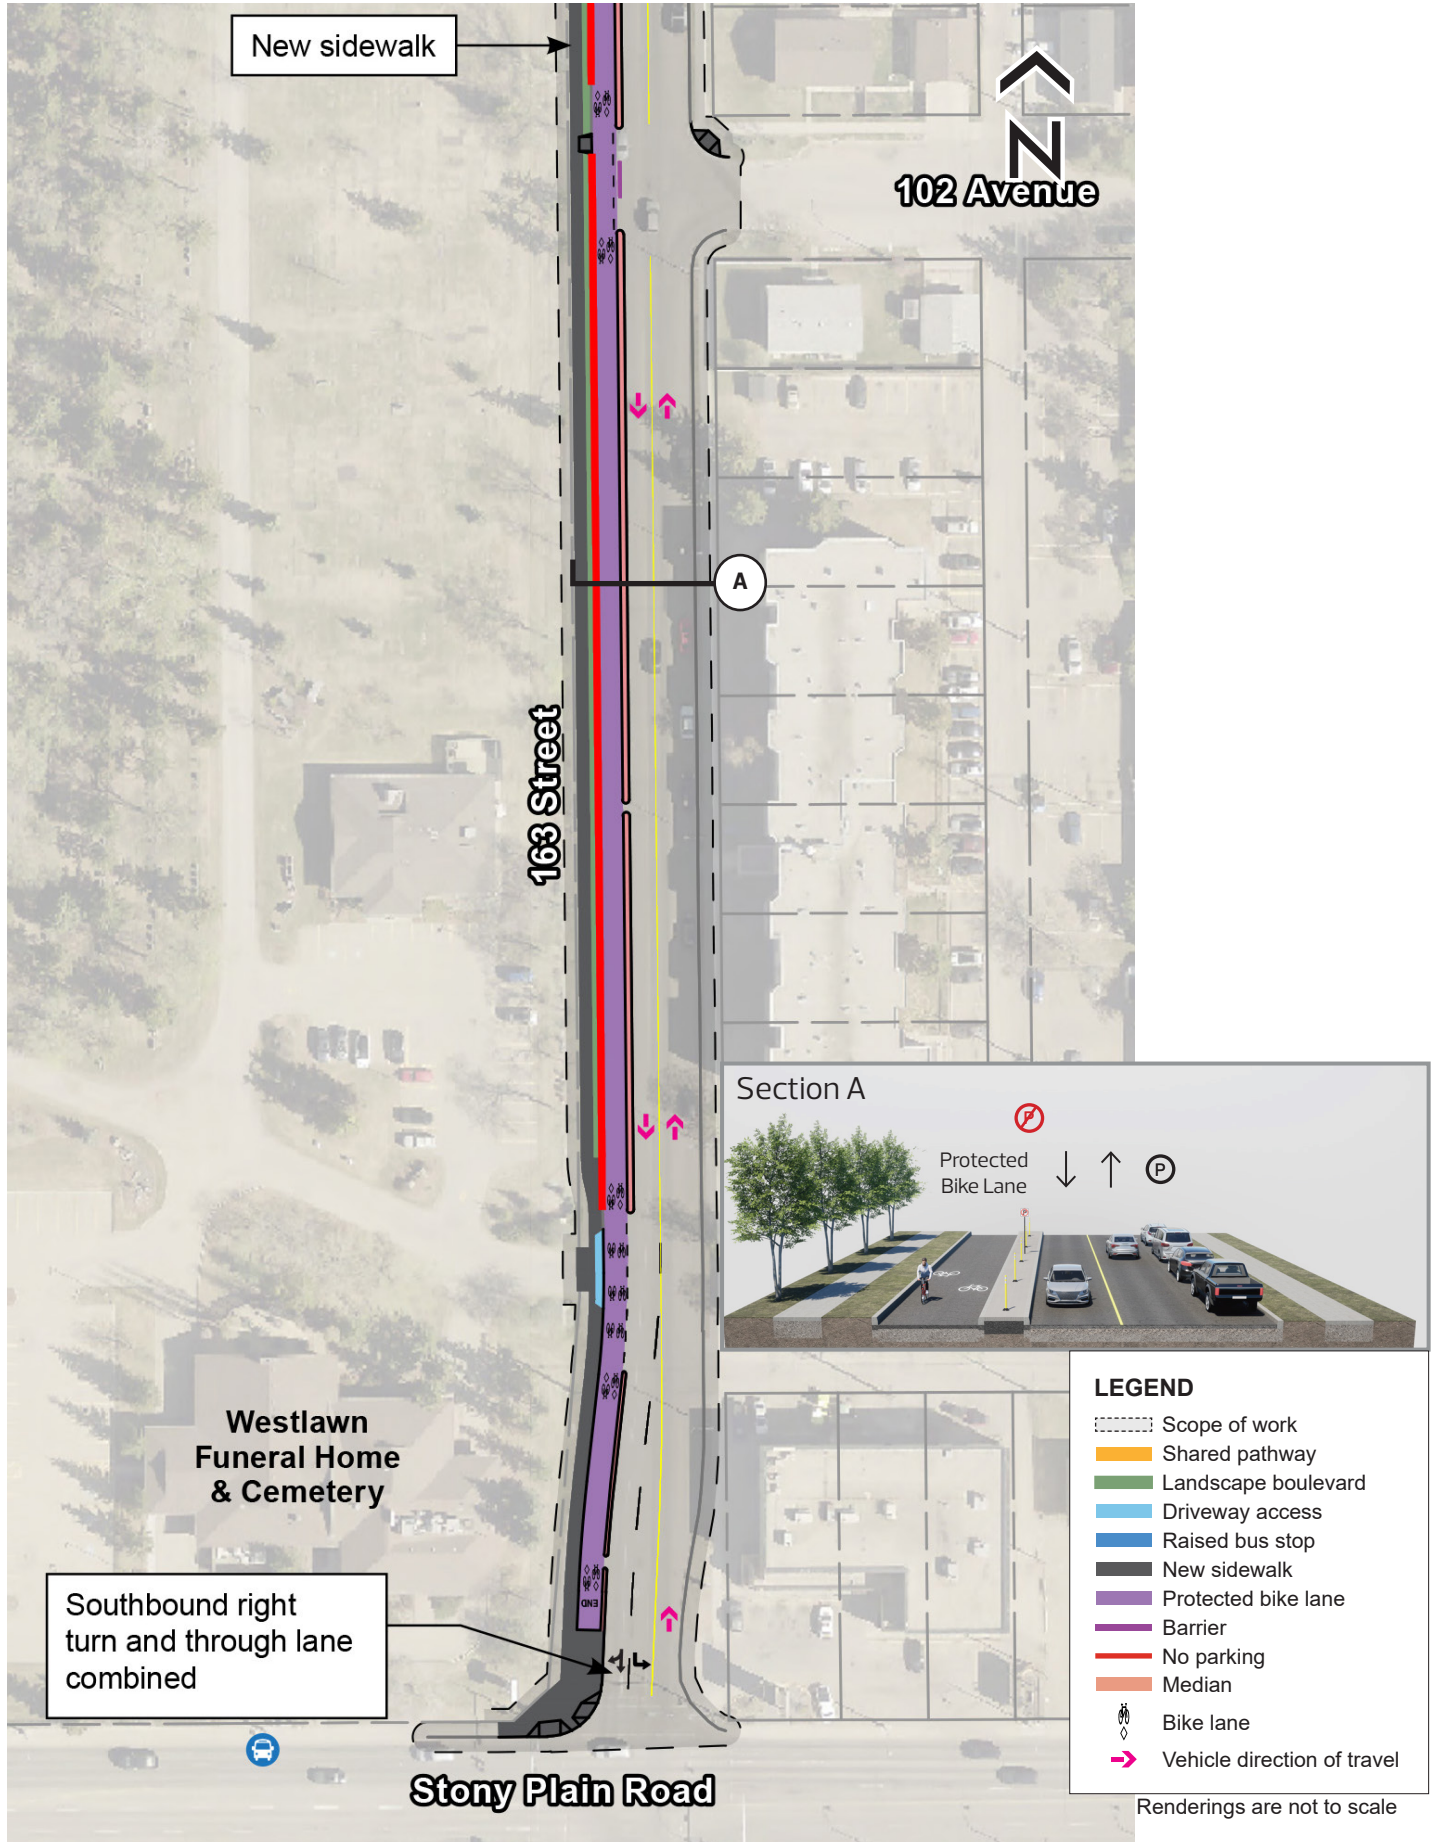 New sidewalk
N
102 Avenue
A
163 Street
Section A
P
Protected
Bike Lane
P
Westlawn
Funeral Home
& Cemetery
Southbound right
turn and through lane
combined
END
Stony Plain Road
LEGEND
Scope of work
Shared pathway
Landscape boulevard
Driveway access
Raised bus stop
New sidewalk
Protected bike lane
Barrier
No parking
Median
Bike lane
Vehicle direction of travel
Renderings are not to scale